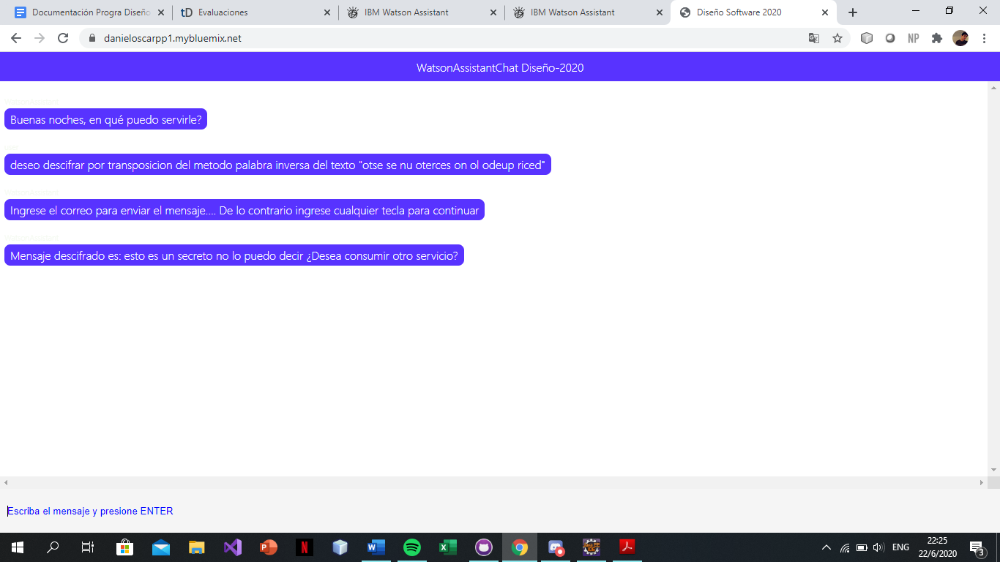 Documentación Progra Diseño
tD Evaluaciones
IBM Watson Assistant
IBM Watson Assistant
Diseño Software 2020
danieloscarpp1.mybluemix.net
NP
WatsonAssistantChat Diseño-2020
WatsonAssistant
Buenas noches, en qué puedo servirle?
deseo descifrar por transposicion del metodo palabra inversa del texto "otse se nu oterces on ol odeup riced"
WatsonAssistant
Ingrese el correo para enviar el mensaje.... De lo contrario ingrese cualquier tecla para continuar
WatsonAssistant
Mensaje descifrado es: esto es un secreto no lo puedo decir ¿Desea consumir otro servicio?
Escriba el mensaje y presione ENTER
ENG
22:25
22/6/2020
3